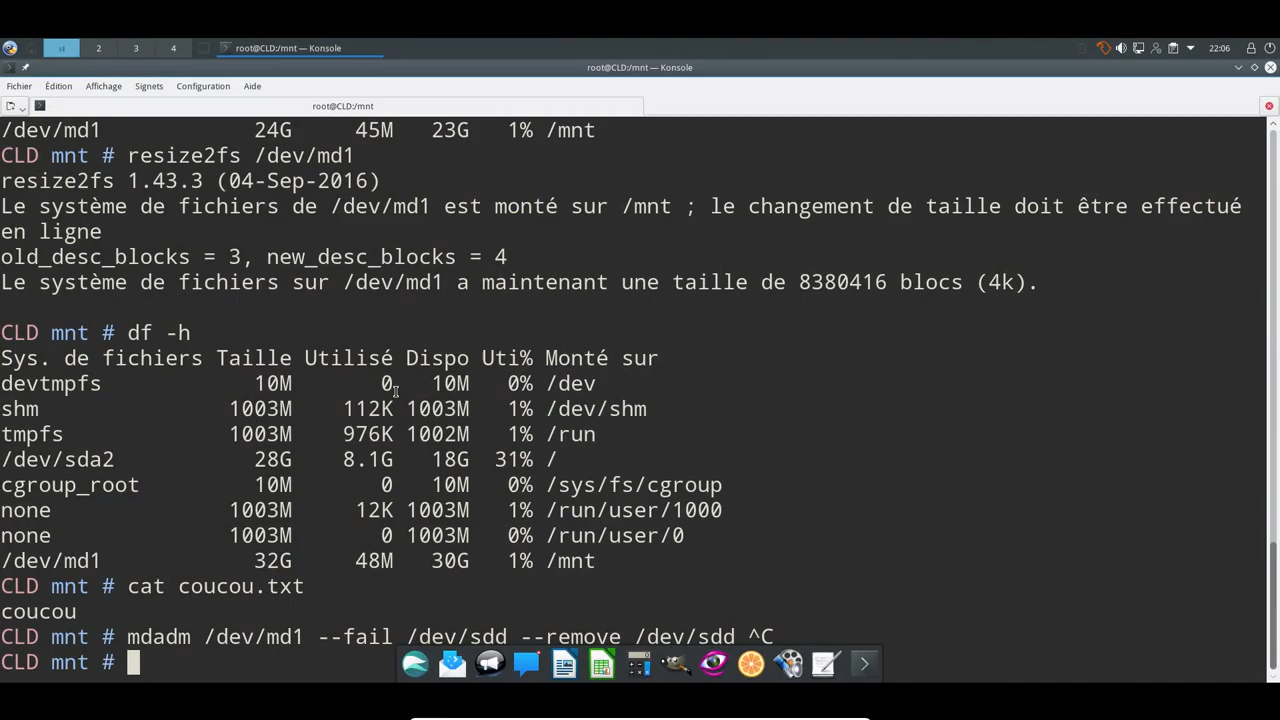 2
3
4
root@CLD:/mnt — Konsole
22:06
root@CLD:/mnt — Konsole
Fichier Édition Affichage Signets Configuration Aide
root@CLD:/mnt
/dev/md1 24G 45M 23G 1% /mnt
CLD mnt # resize2fs /dev/md1
resize2fs 1.43.3 (04-Sep-2016)
Le système de fichiers de /dev/md1 est monté sur /mnt ; le changement de taille doit être effectué
en ligne
old_desc_blocks = 3, new_desc_blocks = 4
Le système de fichiers sur /dev/md1 a maintenant une taille de 8380416 blocs (4k).
CLD mnt # df -h
Sys. de fichiers Taille Utilisé Dispo Uti% Monté sur
devtmpfs 10M 0 10M 0% /dev
shm 1003M 112K 1003M 1% /dev/shm
tmpfs 1003M 976K 1002M 1% /run
/dev/sda2 28G 8.1G 18G 31% /
cgroup_root 10M 0 10M 0% /sys/fs/cgroup
none 1003M 12K 1003M 1% /run/user/1000
none 1003M 0 1003M 0% /run/user/0
/dev/md1 32G 48M 30G 1% /mnt
CLD mnt # cat coucou.txt
coucou
CLD mnt # mdadm /dev/md1 --fail /dev/sdd --remove /dev/sdd ^C
CLD mnt #